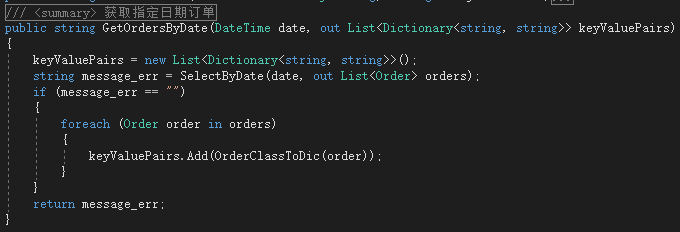 /// <summary> 获取指定日期订单
public string GetOrdersByDate(DateTime date, out List<Dictionary<string, string>> keyValuePairs)
{
    keyValuePairs = new List<Dictionary<string, string>>();
    string message_err = SelectByDate(date, out List<Order> orders);
    if (message_err == "")
    {
        foreach (Order order in orders)
        {
            keyValuePairs.Add(OrderClassToDic(order));
        }
    }
    return message_err;
}